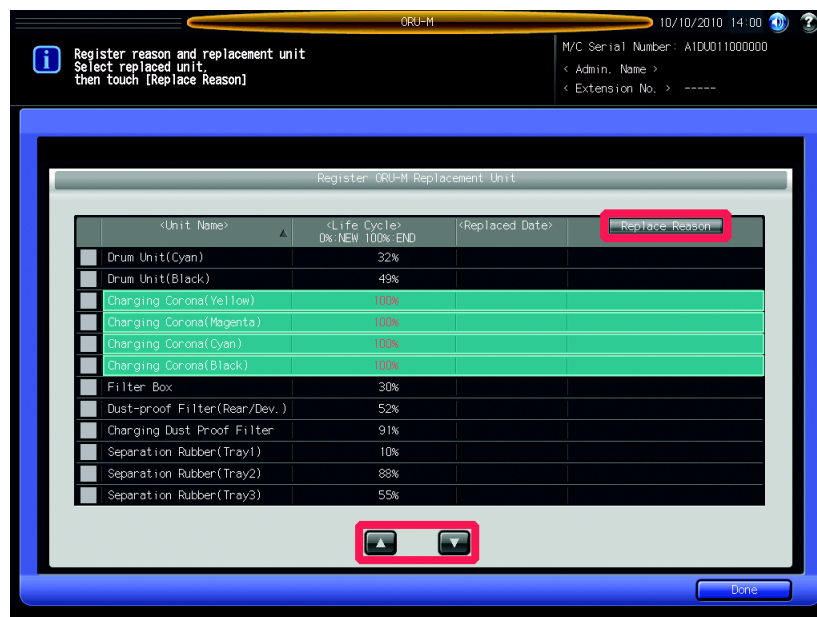 ORU-M
10/10/2010 14:00
Register reason and replacement unit
Select replaced unit,
then touch [Replace Reason]
M/C Serial Number: A1DU011000000
< Admin. Name >
< Extension No. > -----
Register ORU-M Replacement Unit
<Unit Name> <Life Cycle> <Replaced Date> Replace Reason
0%:NEW 100%:END
Drum Unit(Cyan) 32%
Drum Unit(Black) 49%
Charging Corona(Yellow) 100%
Charging Corona(Magenta) 100%
Charging Corona(Cyan) 100%
Charging Corona(Black) 100%
Filter Box 30%
Dust-proof Filter(Rear/Dev.) 52%
Charging Dust Proof Filter 91%
Separation Rubber(Tray1) 10%
Separation Rubber(Tray2) 88%
Separation Rubber(Tray3) 55%
Done